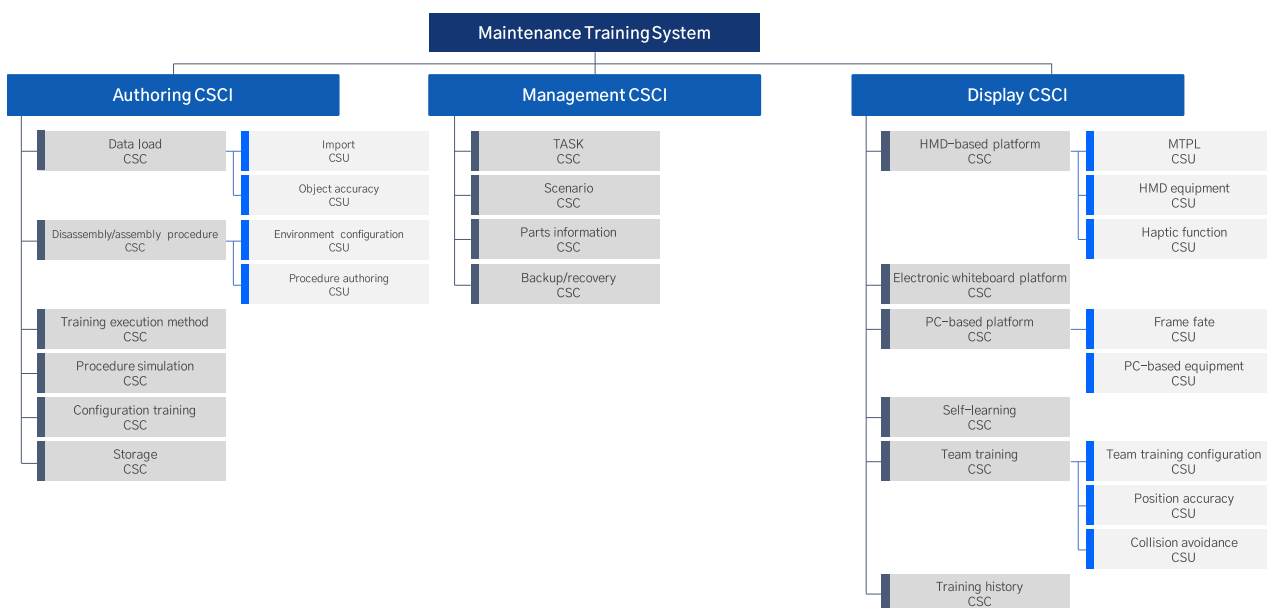 Maintenance Training System
Authoring CSCI
Data load
CSC
Import
CSU
Object accuracy
CSU
Disassembly/assembly procedure
CSC
Environment configuration
CSU
Procedure authoring
CSU
Training execution method
CSC
Procedure simulation
CSC
Configuration training
CSC
Storage
CSC
Management CSCI
TASK
CSC
Scenario
CSC
Parts information
CSC
Backup/recovery
CSC
Display CSCI
HMD-based platform
CSC
MTPL
CSU
HMD equipment
CSU
Haptic function
CSU
Electronic whiteboard platform
CSC
PC-based platform
CSC
Frame fate
CSU
PC-based equipment
CSU
Self-learning
CSC
Team training
CSC
Team training configuration
CSU
Position accuracy
CSU
Collision avoidance
CSU
Training history
CSC